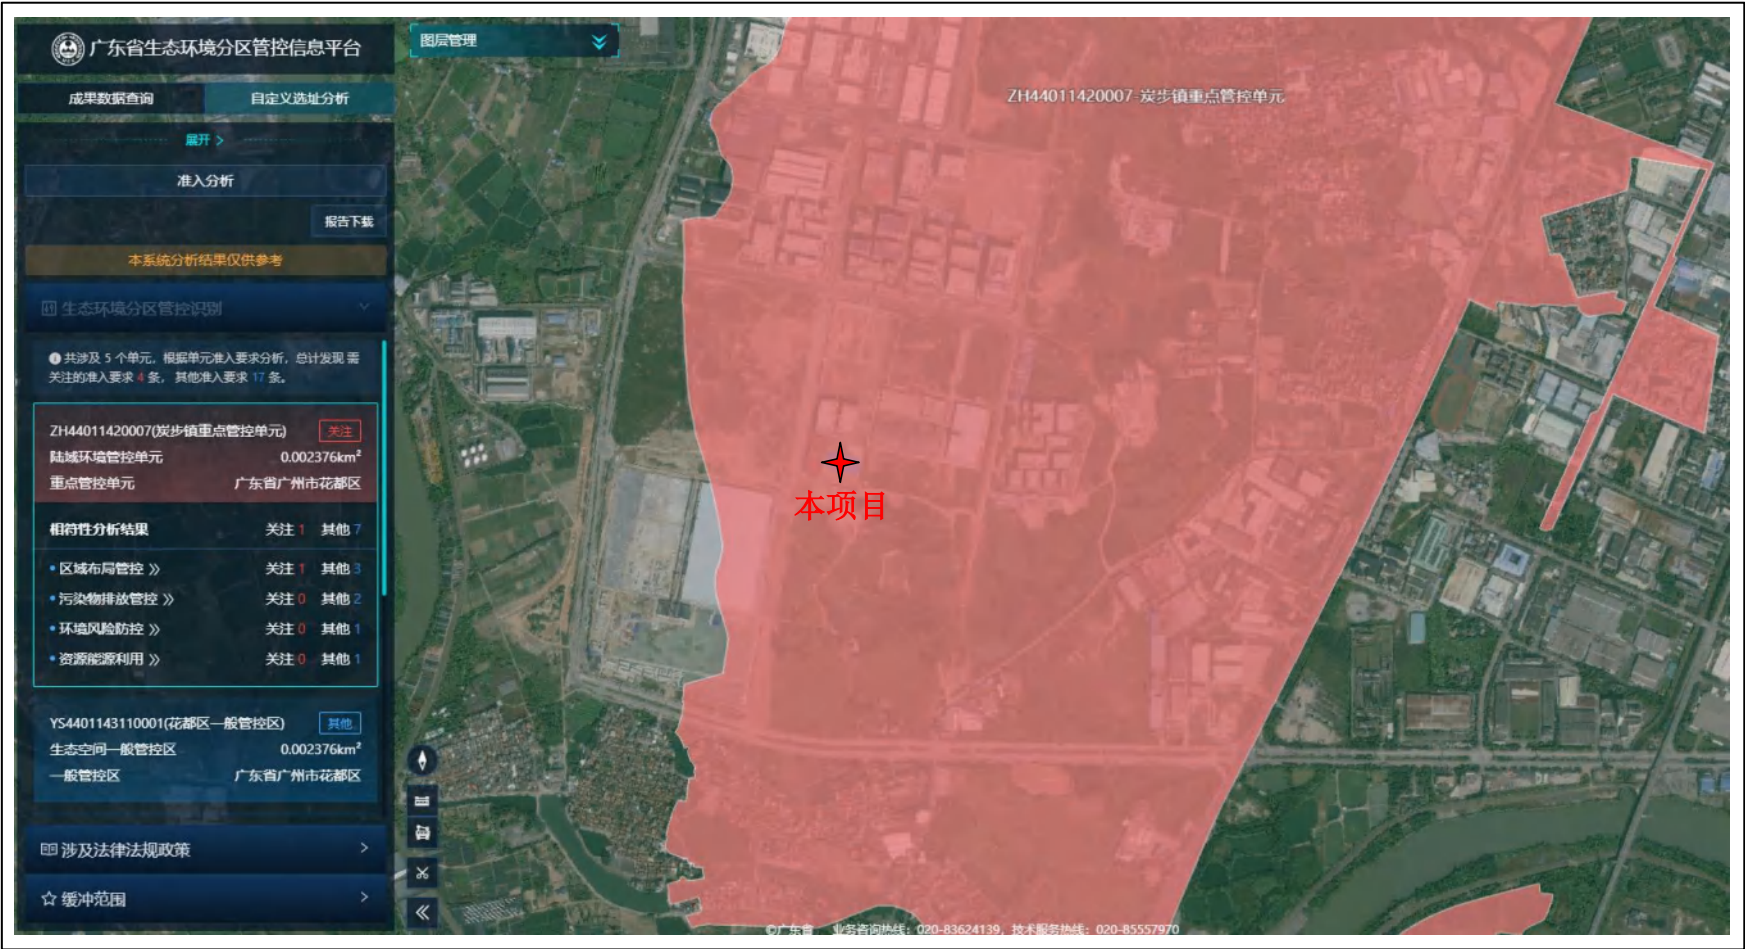 广东省生态环境分区管控信息平台
成果数据查询 自定义选址分析
展开 >
准入分析
报告下载
本系统分析结果仅供参考
生态环境分区管控识别
共涉及 5 个单元，根据单元准入要求分析，总计发现 需
关注的准入要求 4 条， 其他准入要求 17 条。
ZH44011420007(炭步镇重点管控单元) 关注
陆域环境管控单元 0.002376km²
重点管控单元 广东省广州市花都区
相符性分析结果 关注 1 其他 7
• 区域布局管控 » 关注 1 其他 3
• 污染物排放管控 » 关注 0 其他 2
• 环境风险防控 » 关注 0 其他 1
• 资源能源利用 » 关注 0 其他 1
YS4401143110001(花都区一般管控区) 其他
生态空间一般管控区 0.002376km²
一般管控区 广东省广州市花都区
涉及法律法规政策 >
缓冲范围 >
图层管理
ZH44011420007-炭步镇重点管控单元
本项目
©广东省 业务咨询热线：020-83624139，技术服务热线：020-85557970